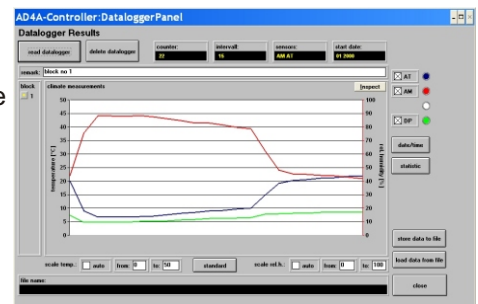 e
AD4A-Controller:DataloggerPanel
Datalogger Results
read datalogger
delete datalogger
counter:
22
intervall:
15
sensors:
AM AT
start date:
01 2000
remark:
block no 1
block
1
climate measurements
Inspect
temperature [°C]
50
45
40
35
30
25
20
15
10
5
0
100
90
80
70
60
50
40
30
20
10
0
rel. humidity [%]
AT
AM
DP
date/time
statistic
store data to file
load data from file
close
scale temp.:
auto
from: 0
to: 50
standard
scale rel.h.:
auto
from: 0
to: 100
file name: